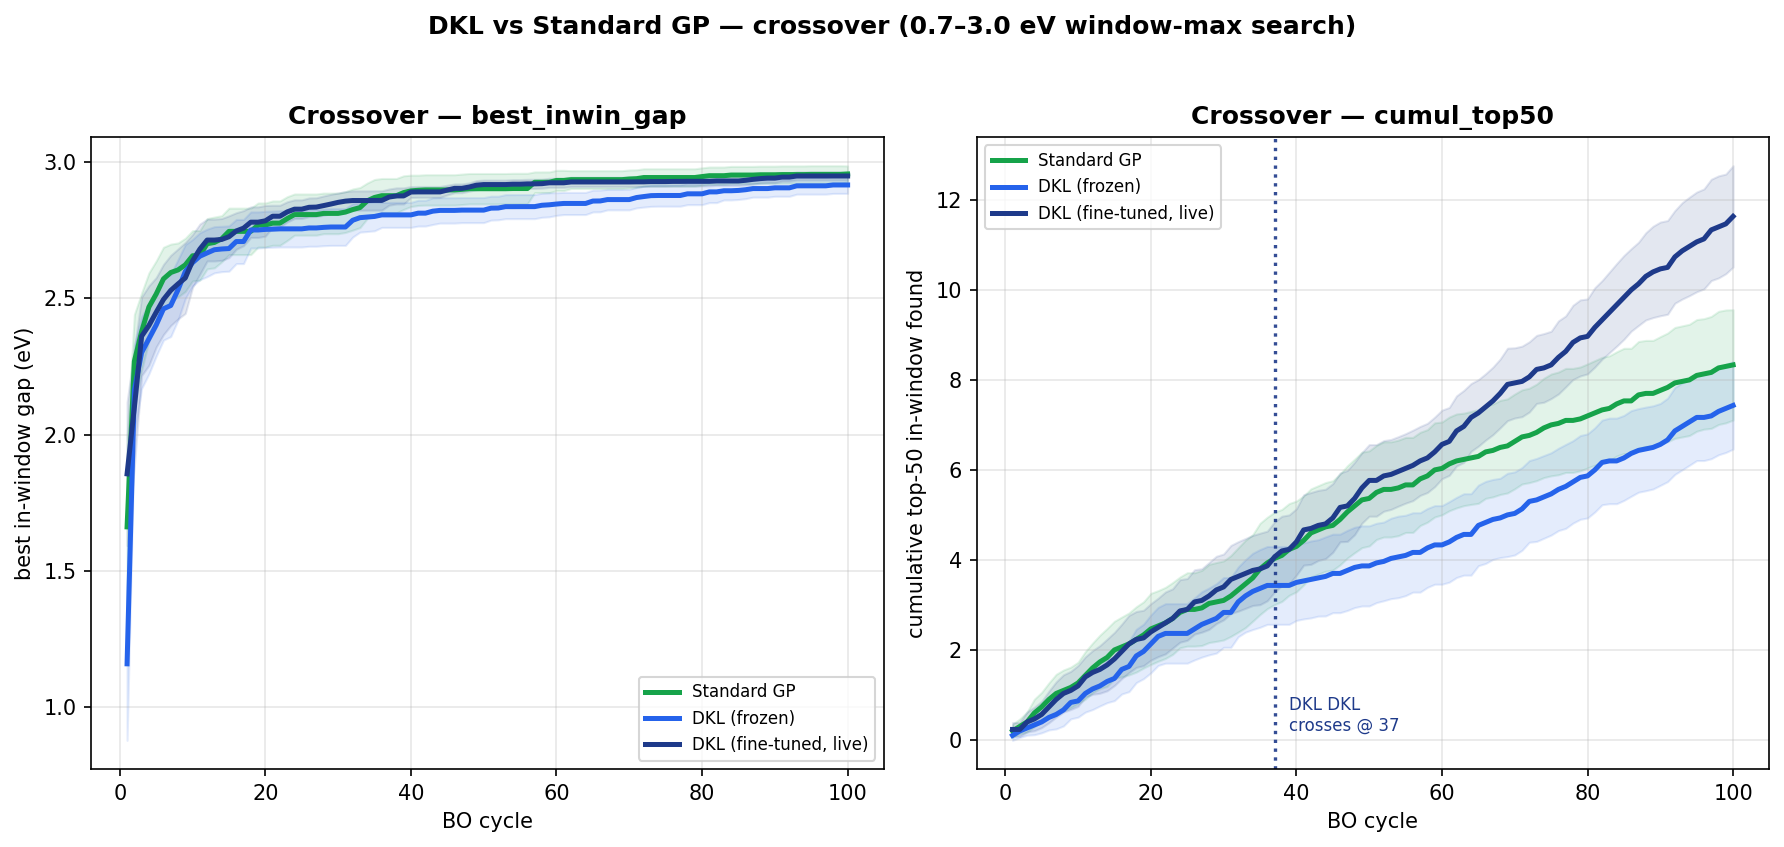 DKL vs Standard GP — crossover (0.7–3.0 eV window-max search)
Crossover — best_inwin_gap
best in-window gap (eV)
3.0
2.5
2.0
1.5
1.0
Standard GP
DKL (frozen)
DKL (fine-tuned, live)
0 20 40 60 80 100
BO cycle
Crossover — cumul_top50
cumulative top-50 in-window found
Standard GP
DKL (frozen)
DKL (fine-tuned, live)
12
10
8
6
4
2
0
DKL DKL
crosses @ 37
0 20 40 60 80 100
BO cycle